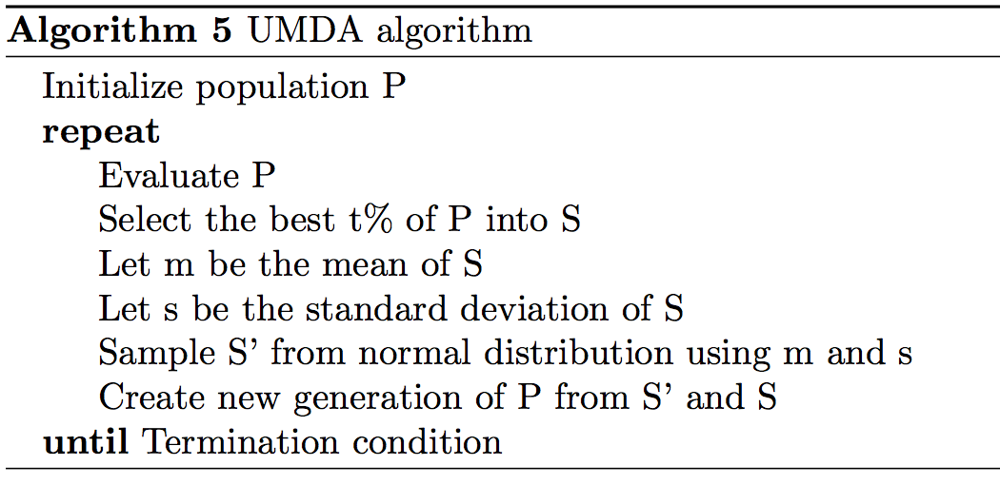 Algorithm 5 UMDA algorithm
Initialize population P
repeat
Evaluate P
Select the best t% of P into S
Let m be the mean of S
Let s be the standard deviation of S
Sample S’ from normal distribution using m and s
Create new generation of P from S’ and S
until Termination condition